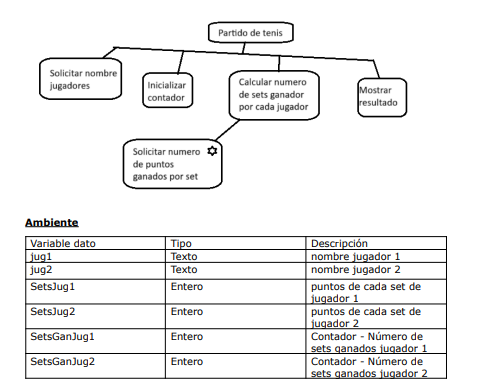 Partido de tenis
Solicitar nombre
jugadores
Inicializar
contador
Calcular numero
de sets ganador
por cada jugador
Mostrar
resultado
Solicitar numero
de puntos
ganados por set
Ambiente
Variable dato Tipo Descripción
jug1 Texto nombre jugador 1
jug2 Texto nombre jugador 2
SetsJug1 Entero puntos de cada set de
jugador 1
SetsJug2 Entero puntos de cada set de
jugador 2
SetsGanJug1 Entero Contador - Número de
sets ganados jugador 1
SetsGanJug2 Entero Contador - Número de
sets ganados jugador 2